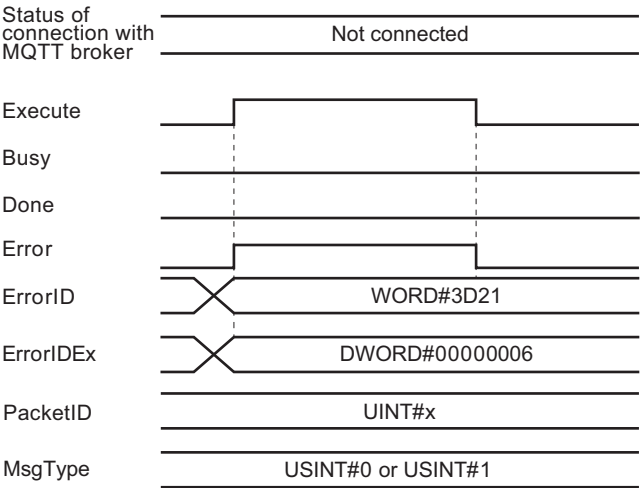 Status of
connection with
MQTT broker
Not connected
Execute
Busy
Done
Error
ErrorID
WORD#3D21
ErrorIDEx
DWORD#00000006
PacketID
UINT#x
MsgType
USINT#0 or USINT#1